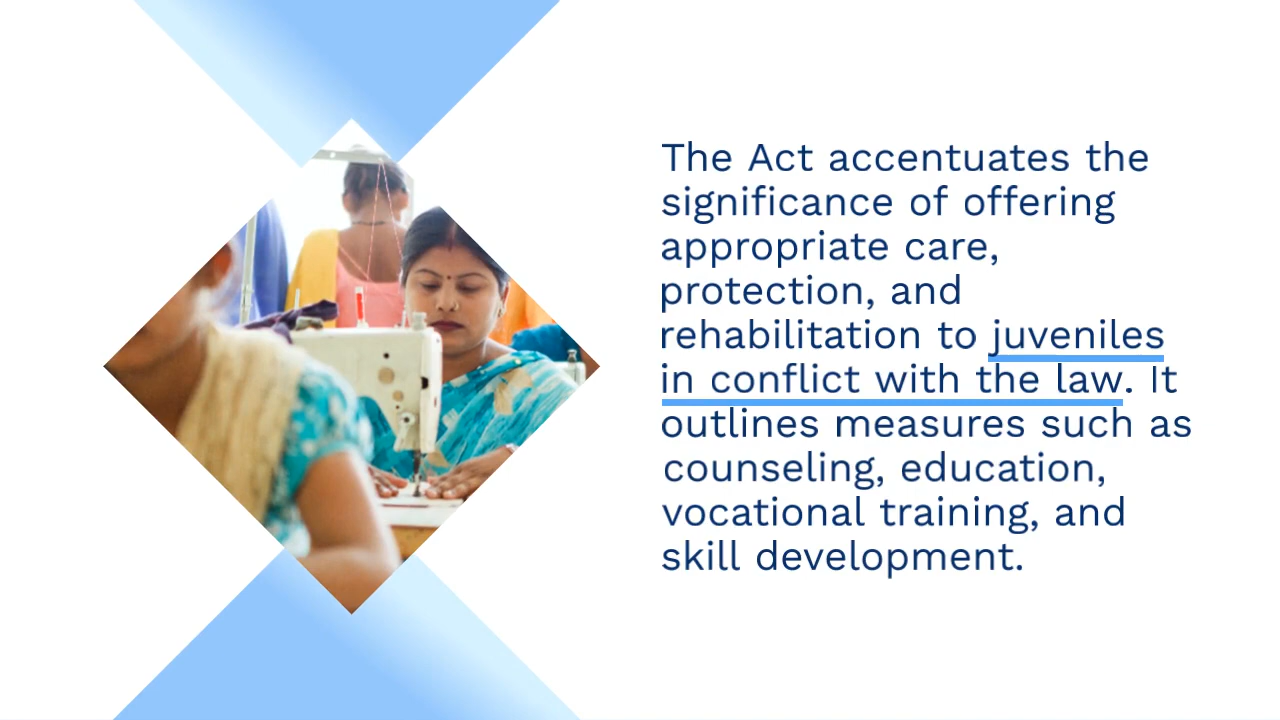 The Act accentuates the
significance of offering
appropriate care,
protection, and
rehabilitation to juveniles
in conflict with the law. It
outlines measures such as
counseling, education,
vocational training, and
skill development.